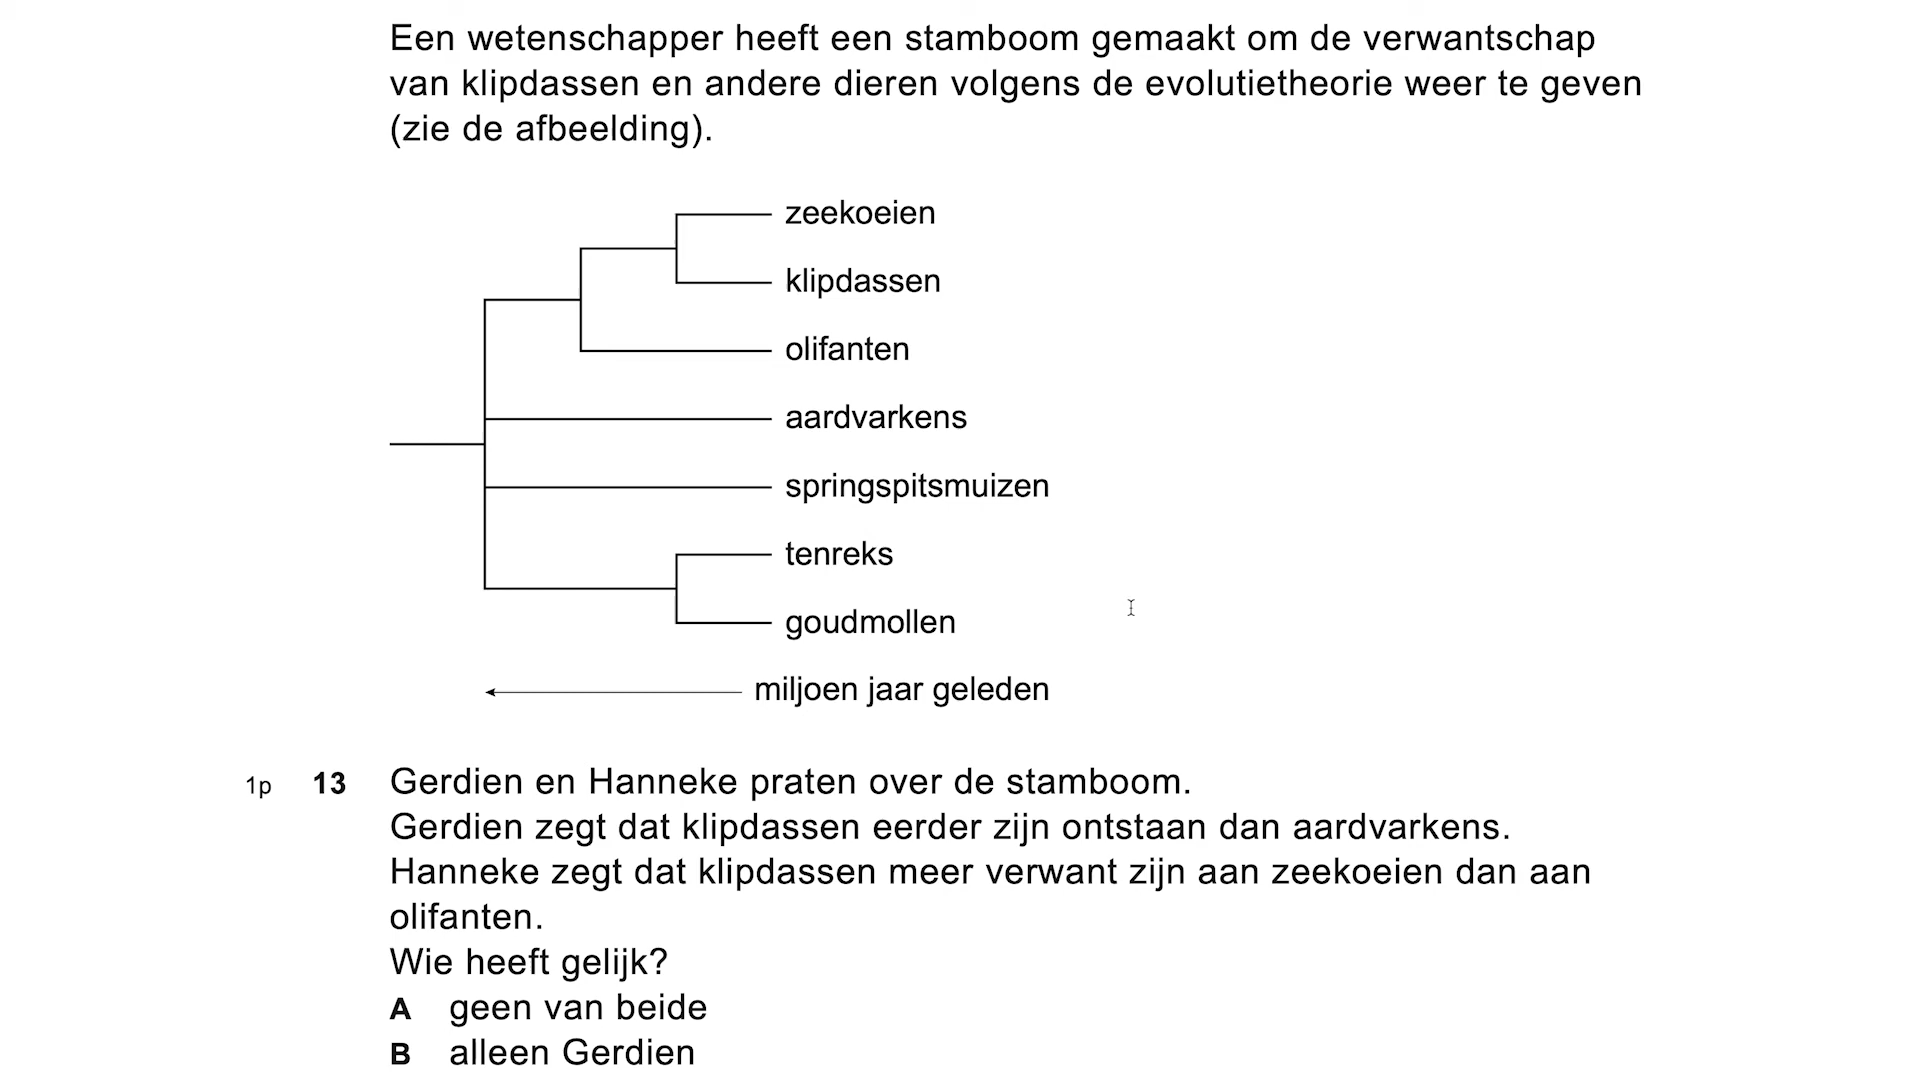 Een wetenschapper heeft een stamboom gemaakt om de verwantschap
van klipdassen en andere dieren volgens de evolutietheorie weer te geven
(zie de afbeelding).
zeekoeien
klipdassen
olifanten
aardvarkens
springspitsmuizen
tenreks
goudmollen
miljoen jaar geleden
1p 13 Gerdien en Hanneke praten over de stamboom.
Gerdien zegt dat klipdassen eerder zijn ontstaan dan aardvarkens.
Hanneke zegt dat klipdassen meer verwant zijn aan zeekoeien dan aan
olifanten.
Wie heeft gelijk?
A geen van beide
B alleen Gerdien